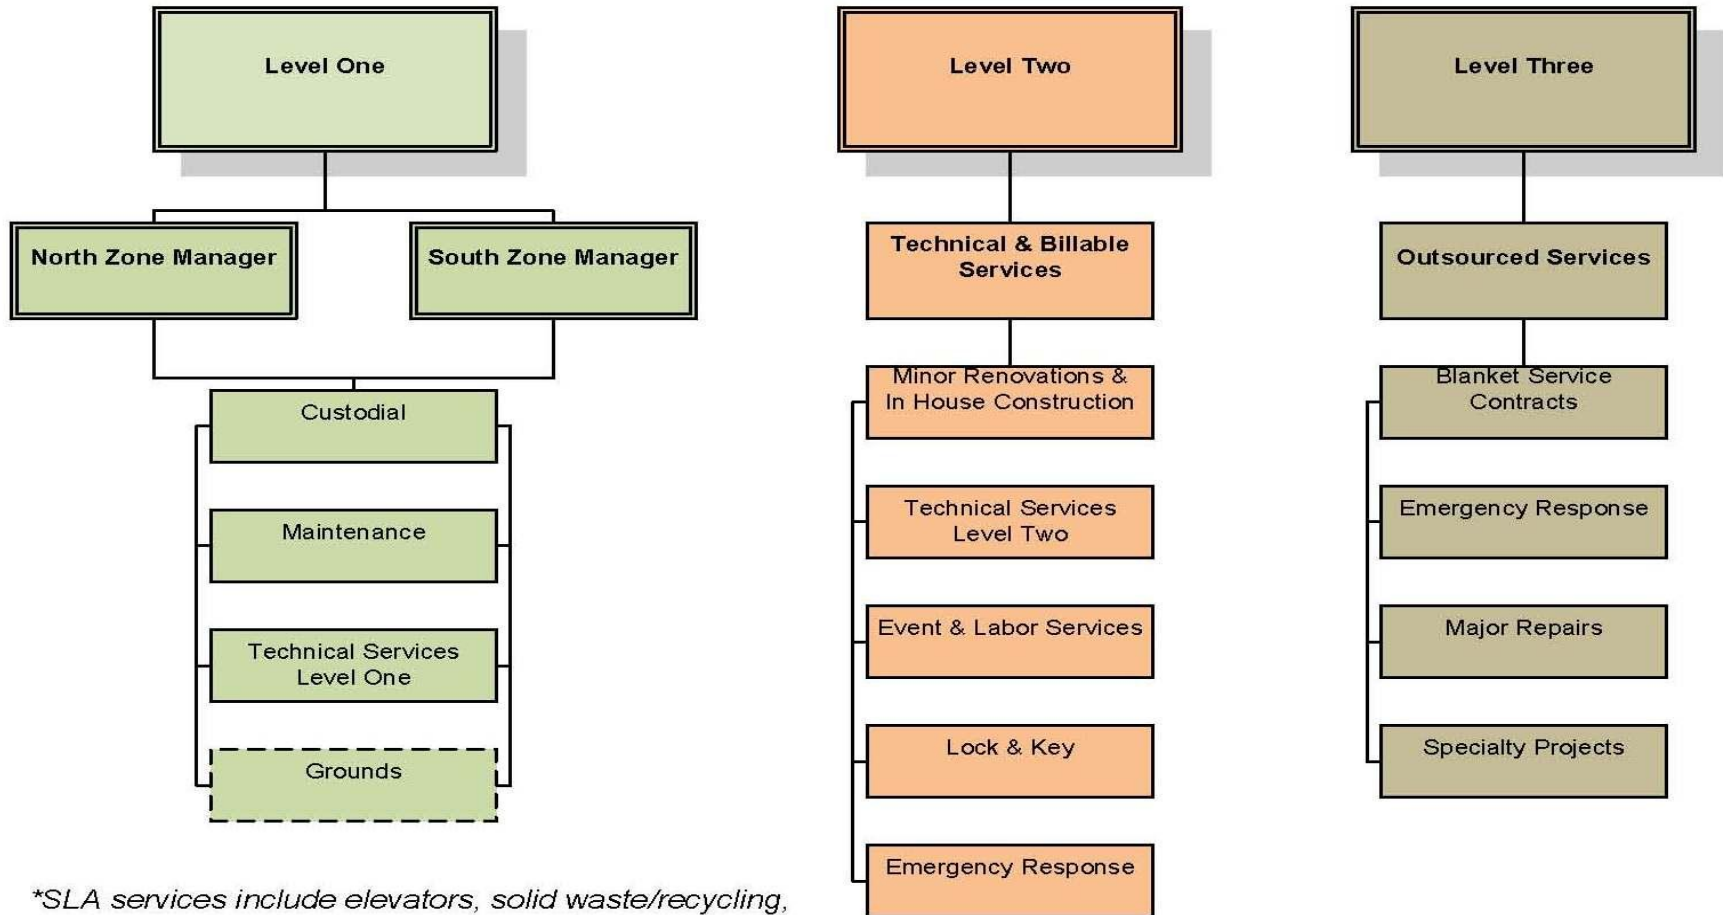 Level One
North Zone Manager
South Zone Manager
Custodial
Maintenance
Technical Services
Level One
Grounds
*SLA services include elevators, solid waste/recycling,
Level Two
Technical & Billable
Services
Minor Renovations &
In House Construction
Technical Services
Level Two
Event & Labor Services
Lock & Key
Emergency Response
Level Three
Outsourced Services
Blanket Service
Contracts
Emergency Response
Major Repairs
Specialty Projects